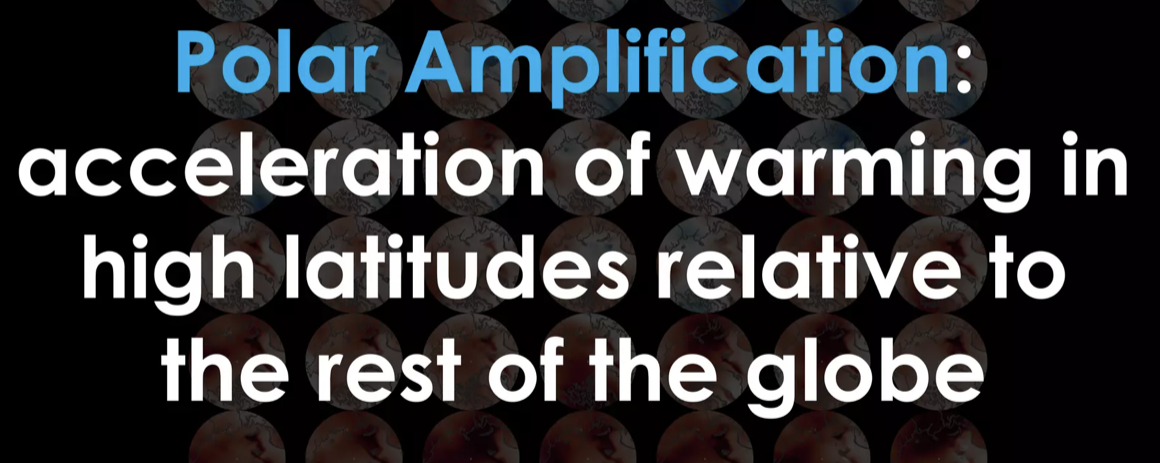 Polar Amplification:
acceleration of warming in
high latitudes relative to
the rest of the globe